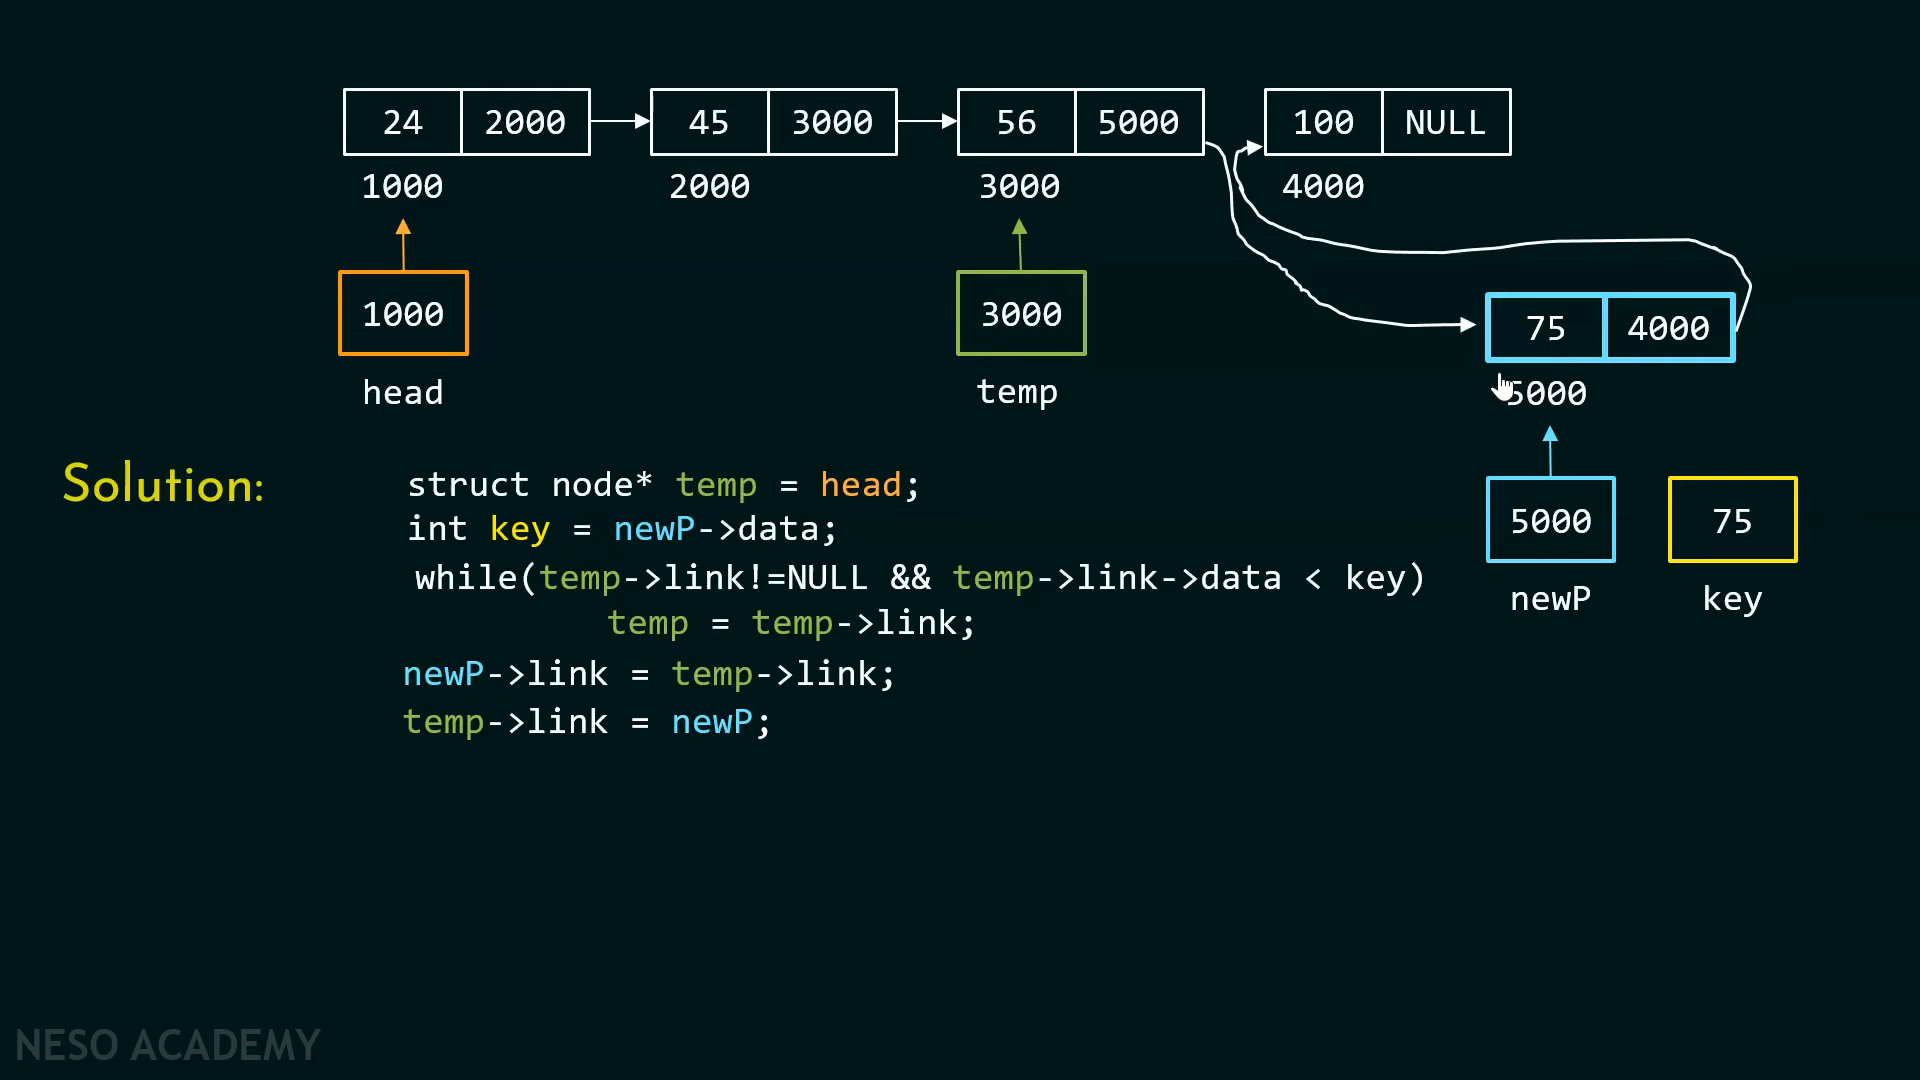 24 2000 45 3000 56 5000 100 NULL
1000 2000 3000 4000
1000 3000 75 4000
head temp 5000
Solution:
struct node* temp = head;
int key = newP->data;
while(temp->link!=NULL && temp->link->data < key)
temp = temp->link;
newP->link = temp->link;
temp->link = newP;
5000 75
newP key
NESO ACADEMY